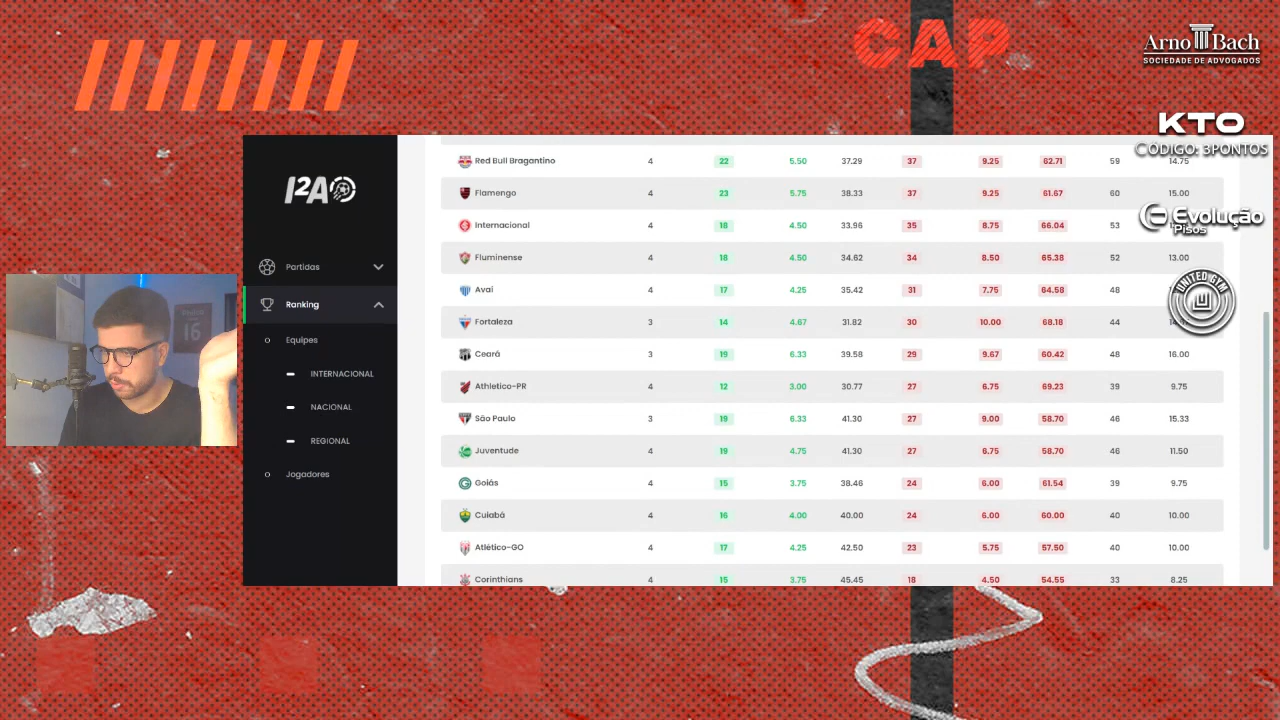 CAP
Arno Bach
SOCIEDADE DE ADVOGADOS
KTO
CÓDIGO: 3PONTOS
Evolução
Pisos
UNITED GYM
I2A
Partidas
Ranking
Equipes
INTERNACIONAL
NACIONAL
REGIONAL
Jogadores
16
Red Bull Bragantino 4 22 5.50 37.29 37 9.25 62.71 59 14.75
Flamengo 4 23 5.75 38.33 37 9.25 61.67 60 15.00
Internacional 4 18 4.50 33.96 35 8.75 66.04 53
Fluminense 4 18 4.50 34.62 34 8.50 65.38 52 13.00
Avaí 4 17 4.25 35.42 31 7.75 64.58 48
Fortaleza 3 14 4.67 31.82 30 10.00 68.18 44
Ceará 3 19 6.33 39.58 29 9.67 60.42 48 16.00
Athletico-PR 4 12 3.00 30.77 27 6.75 69.23 39 9.75
São Paulo 3 19 6.33 41.30 27 9.00 58.70 46 15.33
Juventude 4 19 4.75 41.30 27 6.75 58.70 46 11.50
Goiás 4 15 3.75 38.46 24 6.00 61.54 39 9.75
Cuiabá 4 16 4.00 40.00 24 6.00 60.00 40 10.00
Atlético-GO 4 17 4.25 42.50 23 5.75 57.50 40 10.00
Corinthians 4 15 3.75 45.45 18 4.50 54.55 33 8.25